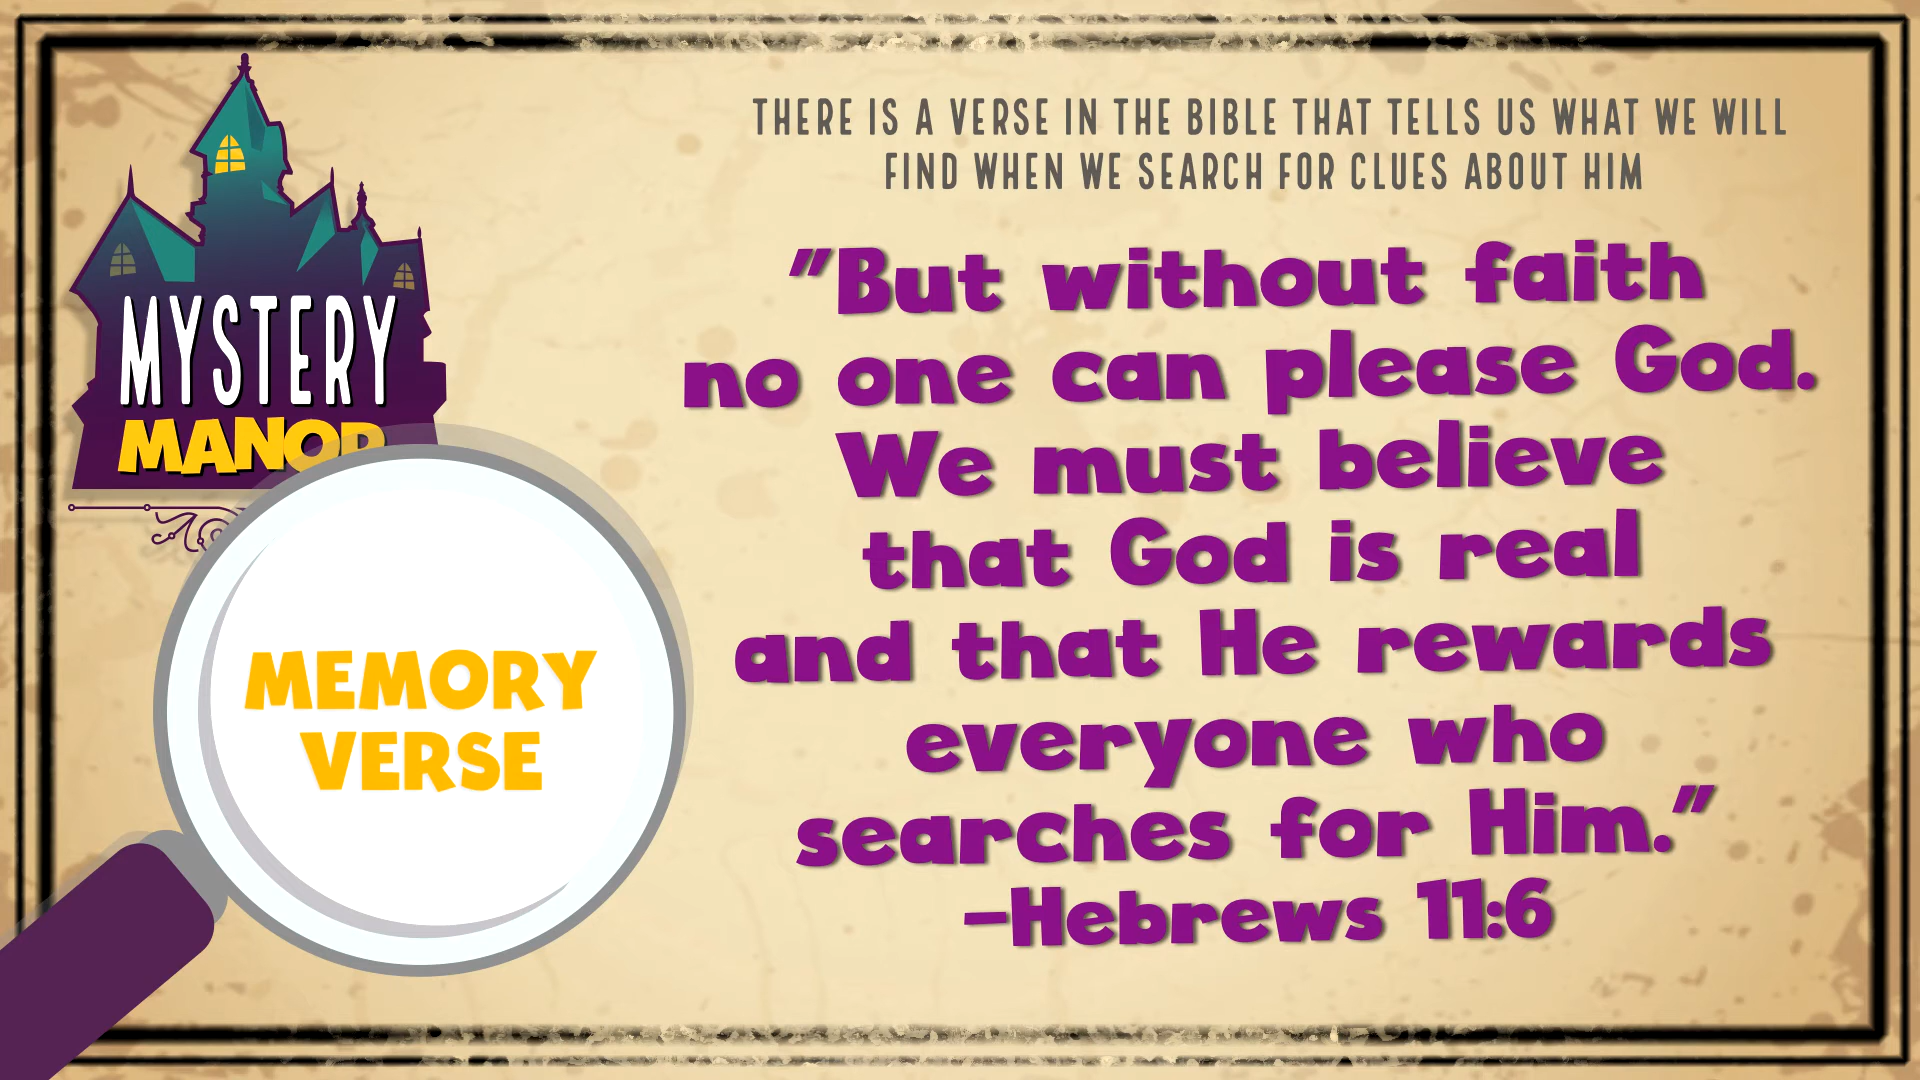 MYSTERY
MANOR
MEMORY
VERSE
THERE IS A VERSE IN THE BIBLE THAT TELLS US WHAT WE WILL
FIND WHEN WE SEARCH FOR CLUES ABOUT HIM
"But without faith
no one can please God.
We must believe
that God is real
and that He rewards
everyone who
searches for Him."
–Hebrews 11:6